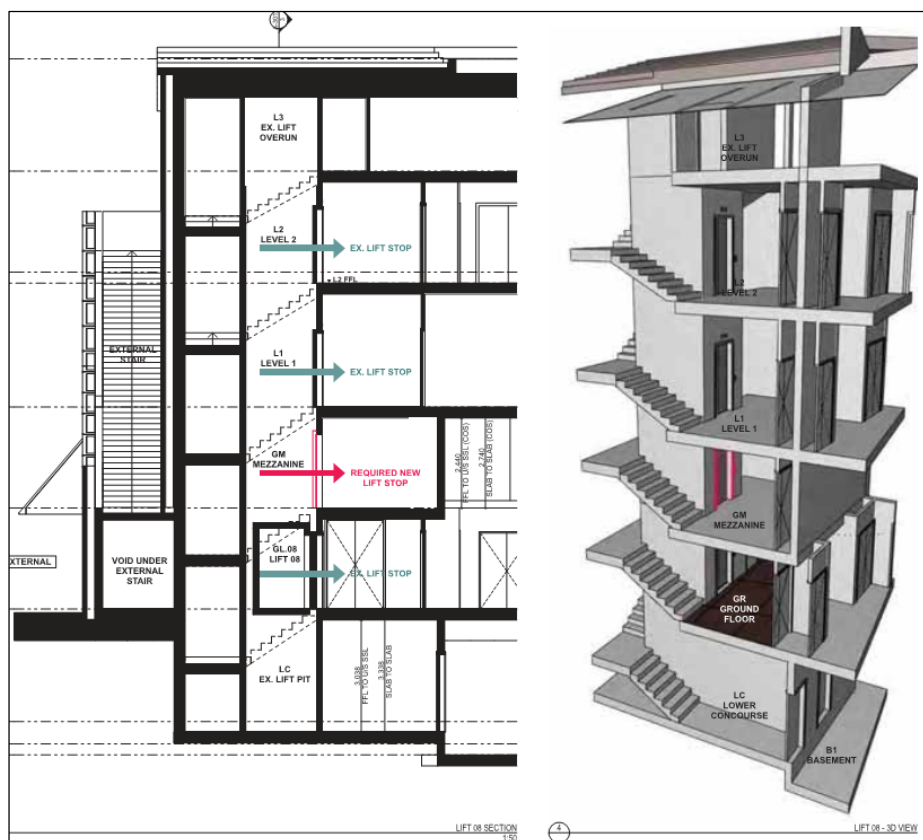 L3
EX. LIFT
OVERUN
L2
LEVEL 2
EX. LIFT STOP
L2 FFL
EXTERNAL
STAIR
L1
LEVEL 1
EX. LIFT STOP
GM
MEZZANINE
REQUIRED NEW
LIFT STOP
2,440
FFL TO U/S SSL (COS)
2,740
SLAB TO SLAB (COS)
XTERNAL
VOID UNDER
EXTERNAL
STAIR
GL.08
LIFT 08
EX. LIFT STOP
LC
EX. LIFT PIT
3,038
FFL TO U/S SSL
3,338
SLAB TO SLAB
LIFT 08 SECTION
1:50
L3
EX. LIFT
OVERUN
L2
LEVEL 2
L1
LEVEL 1
GM
MEZZANINE
GR
GROUND
FLOOR
LC
LOWER
CONCOURSE
B1
BASEMENT
4
LIFT 08 - 3D VIEW